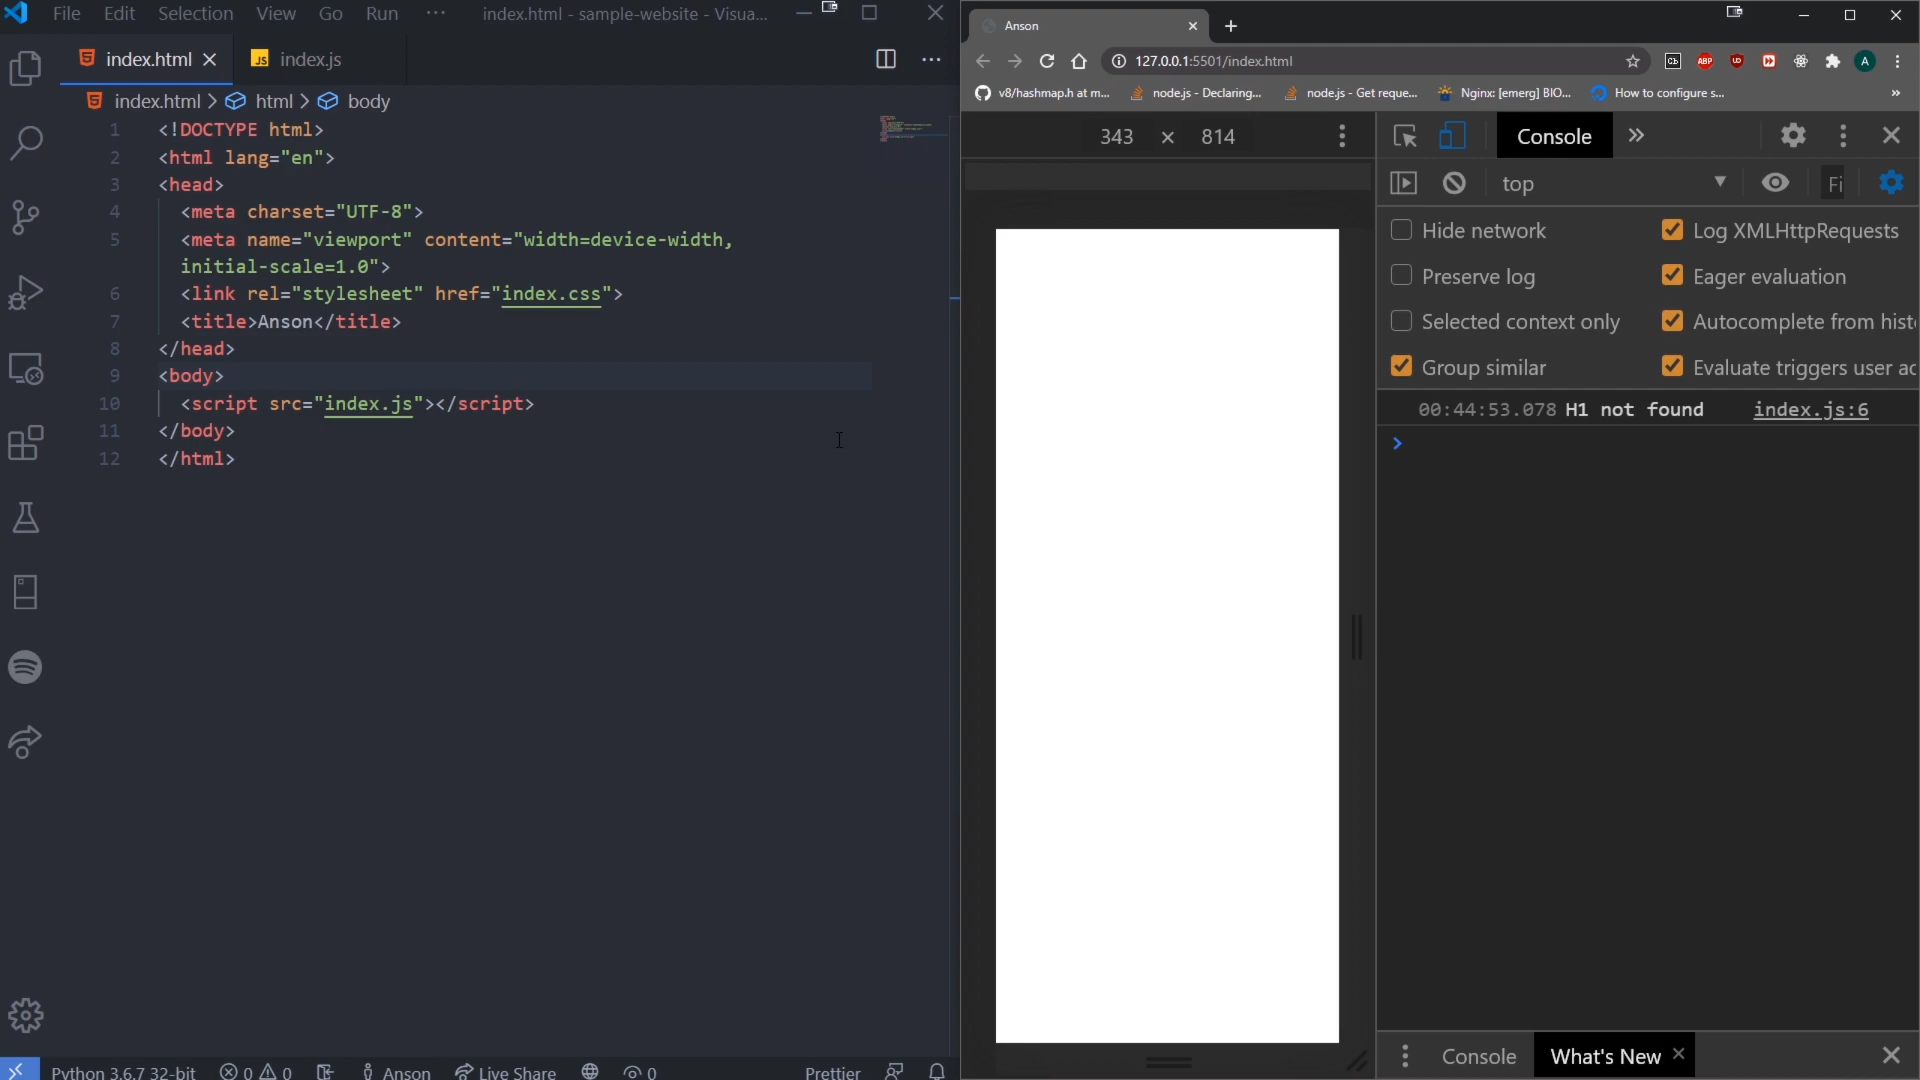 File Edit Selection View Go Run ··· index.html - sample-website - Visua...
index.html JS index.js
index.html > html > body
1 <!DOCTYPE html>
2 <html lang="en">
3 <head>
4 <meta charset="UTF-8">
5 <meta name="viewport" content="width=device-width,
initial-scale=1.0">
6 <link rel="stylesheet" href="index.css">
7 <title>Anson</title>
8 </head>
9 <body>
10 <script src="index.js"></script>
11 </body>
12 </html>
Python 3.6.7 32-bit 0 0 Anson Live Share 0 Prettier
Anson
127.0.0.1:5501/index.html ABP A
v8/hashmap.h at m... node.js - Declaring... node.js - Get reque... Nginx: [emerg] BIO... How to configure s... »
343 × 814
Console »
top Fi
Hide network Log XMLHttpRequests
Preserve log Eager evaluation
Selected context only Autocomplete from hist
Group similar Evaluate triggers user ac
00:44:53.078 H1 not found index.js:6
>
Console What's New